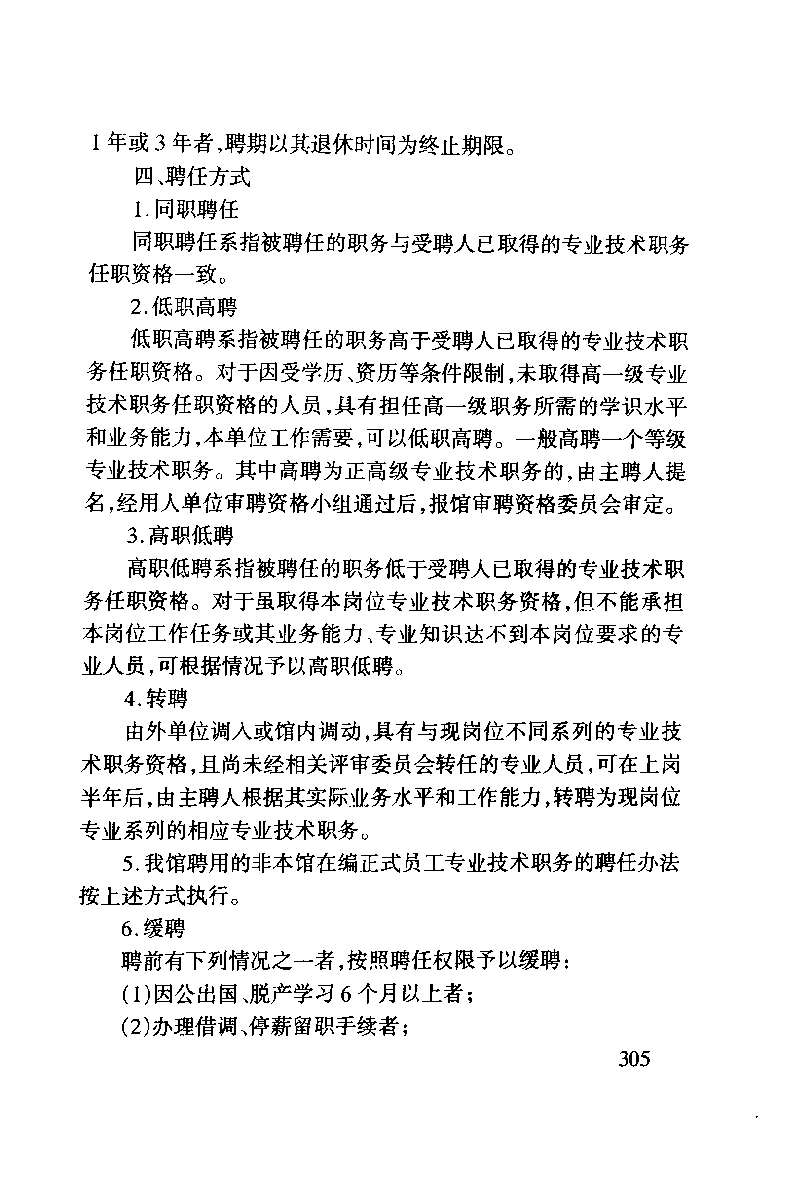 1年或3年者,聘期以其退休时间为终止期限。
四、聘任方式
1.同职聘任
同职聘任系指被聘任的职务与受聘人已取得的专业技术职务
任职资格一致。
2.低职高聘
低职高聘系指被聘任的职务高于受聘人已取得的专业技术职
务任职资格。对于因受学历、资历等条件限制,未取得高一级专业
技术职务任职资格的人员,具有担任高一级职务所需的学识水平
和业务能力,本单位工作需要,可以低职高聘。一般高聘一个等级
专业技术职务。其中高聘为正高级专业技术职务的,由主聘人提
名,经用人单位审聘资格小组通过后,报馆审聘资格委员会审定。
3.高职低聘
高职低聘系指被聘任的职务低于受聘人已取得的专业技术职
务任职资格。对于虽取得本岗位专业技术职务资格,但不能承担
本岗位工作任务或其业务能力、专业知识达不到本岗位要求的专
业人员,可根据情况予以高职低聘。
4.转聘
由外单位调入或馆内调动,具有与现岗位不同系列的专业技
术职务资格,且尚未经相关评审委员会转任的专业人员,可在上岗
半年后,由主聘人根据其实际业务水平和工作能力,转聘为现岗位
专业系列的相应专业技术职务。
5.我馆聘用的非本馆在编正式员工专业技术职务的聘任办法
按上述方式执行。
6.缓聘
聘前有下列情况之一者,按照聘任权限予以缓聘:
(1)因公出国、脱产学习6个月以上者;
(2)办理借调、停薪留职手续者;
305